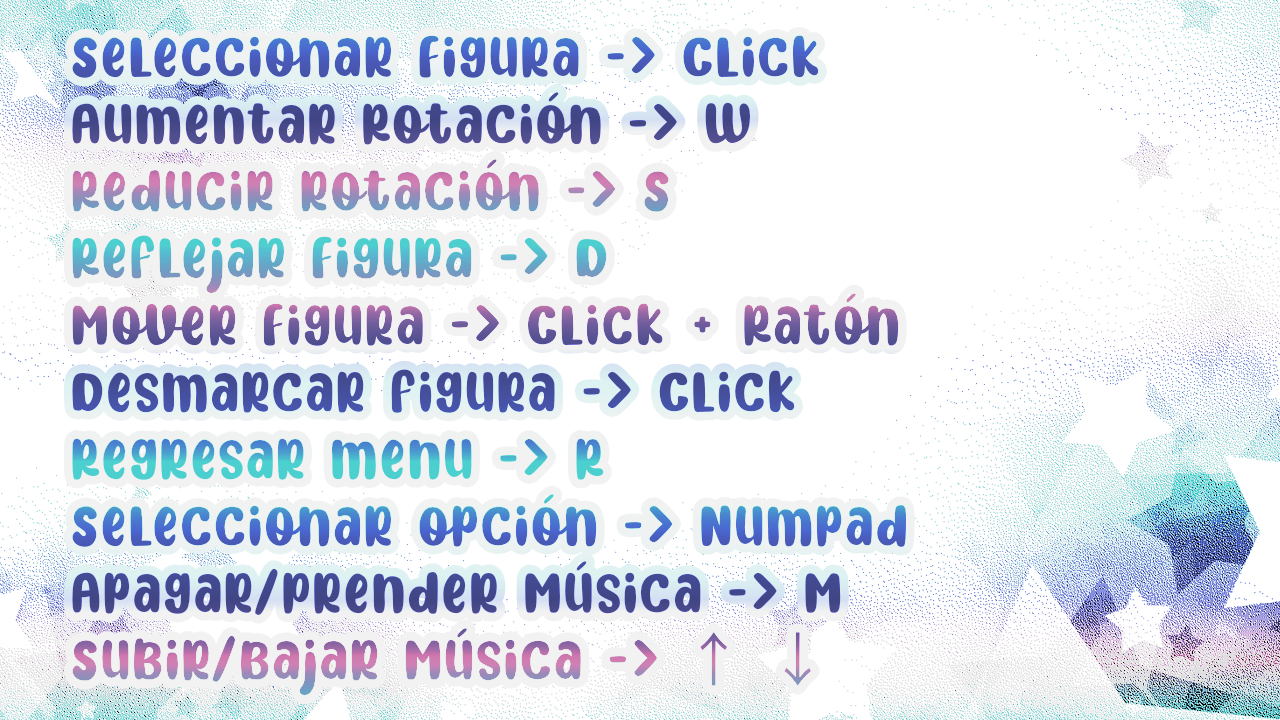 Seleccionar figura -> Click
Aumentar rotación -> W
Reducir rotación -> S
Reflejar figura -> D
Mover figura -> Click + Ratón
Desmarcar figura -> Click
Regresar menu -> R
Seleccionar opción -> Numpad
Apagar/prender Música -> M
Subir/Bajar Música -> ↑ ↓